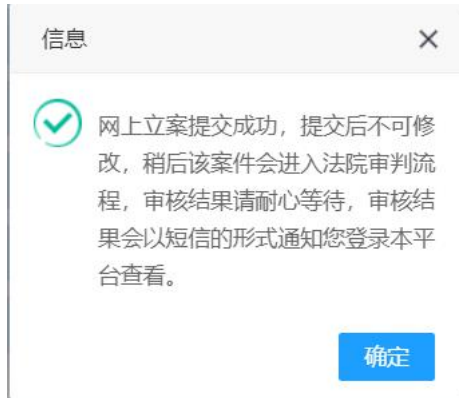 信息
网上立案提交成功，提交后不可修
改，稍后该案件会进入法院审判流
程，审核结果请耐心等待，审核结
果会以短信的形式通知您登录本平
台查看。
确定